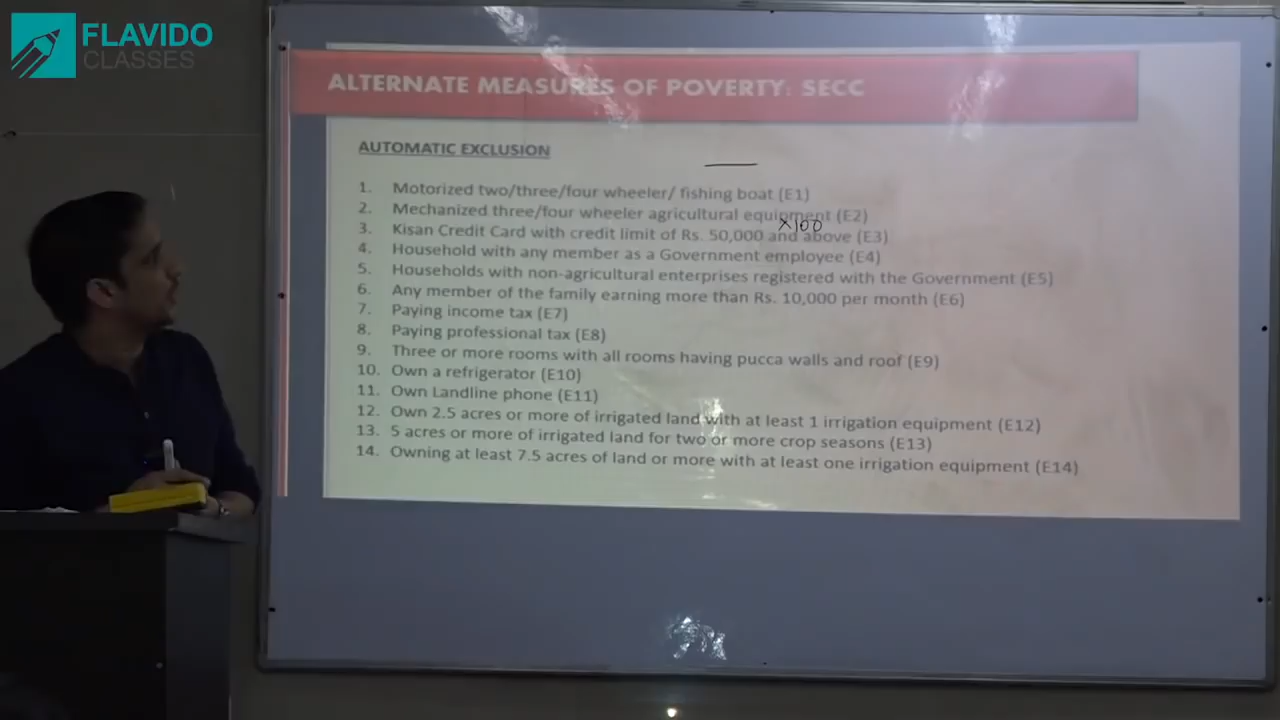 FLAVIDO
CLASSES
ALTERNATE MEASURES OF POVERTY: SECC
AUTOMATIC EXCLUSION
1. Motorized two/three/four wheeler/ fishing boat (E1)
2. Mechanized three/four wheeler agricultural equipment (E2)
×100
3. Kisan Credit Card with credit limit of Rs. 50,000 and above (E3)
4. Household with any member as a Government employee (E4)
5. Households with non-agricultural enterprises registered with the Government (E5)
6. Any member of the family earning more than Rs. 10,000 per month (E6)
7. Paying income tax (E7)
8. Paying professional tax (E8)
9. Three or more rooms with all rooms having pucca walls and roof (E9)
10. Own a refrigerator (E10)
11. Own Landline phone (E11)
12. Own 2.5 acres or more of irrigated land with at least 1 irrigation equipment (E12)
13. 5 acres or more of irrigated land for two or more crop seasons (E13)
14. Owning at least 7.5 acres of land or more with at least one irrigation equipment (E14)